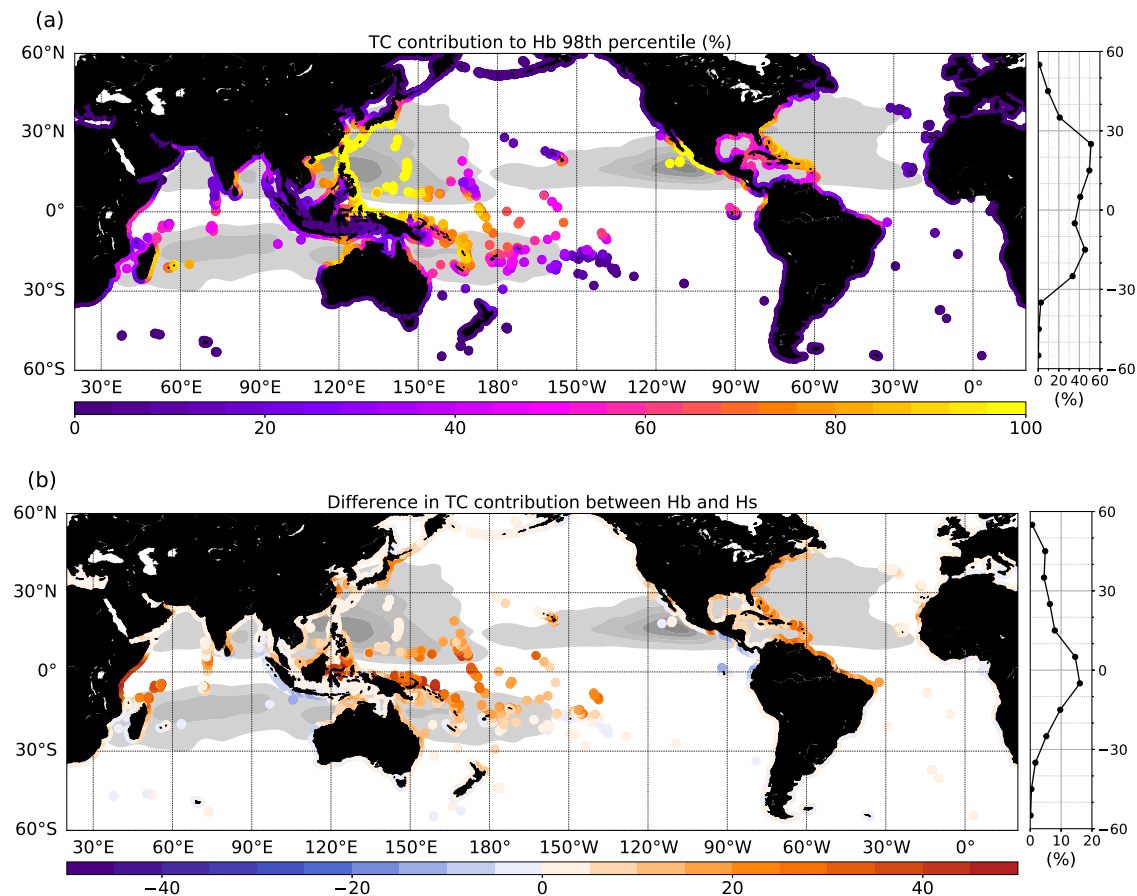 (a)
TC contribution to Hb 98th percentile (%)
60°N
30°N
0°
30°S
60°S
30°E 60°E 90°E 120°E 150°E 180° 150°W 120°W 90°W 60°W 30°W 0°
60
30
0
−30
−60
0 20 40 60
(%)
0 20 40 60 80 100
(b)
Difference in TC contribution between Hb and Hs
60°N
30°N
0°
30°S
60°S
30°E 60°E 90°E 120°E 150°E 180° 150°W 120°W 90°W 60°W 30°W 0°
60
30
0
−30
−60
0 5 10 15 20
(%)
−40 −20 0 20 40